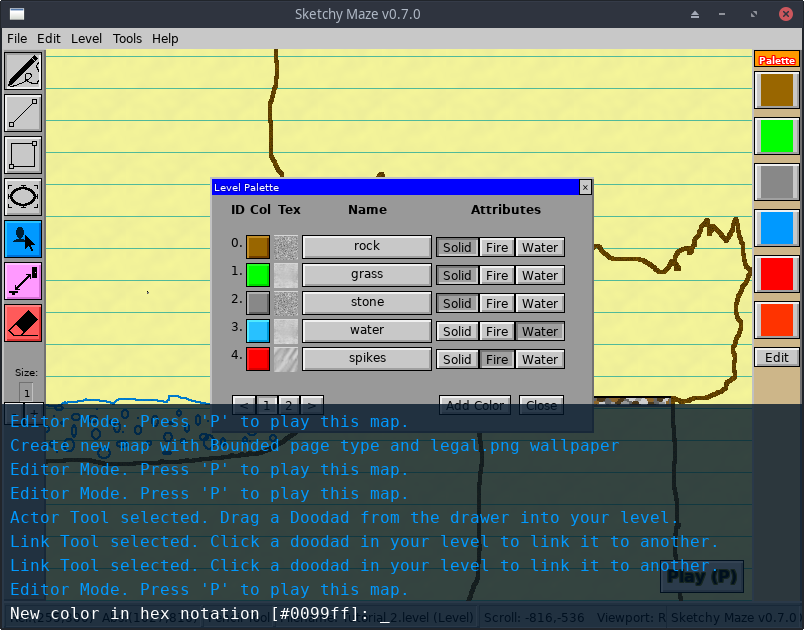 Sketchy Maze v0.7.0
File Edit Level Tools Help
Palette
Level Palette
ID Col Tex Name Attributes
0. rock Solid Fire Water
1. grass Solid Fire Water
2. stone Solid Fire Water
3. water Solid Fire Water
4. spikes Solid Fire Water
Edit
Size:
1
< 1 2 > Add Color Close
Editor Mode. Press 'P' to play this map.
Create new map with Bounded page type and legal.png wallpaper
Editor Mode. Press 'P' to play this map.
Editor Mode. Press 'P' to play this map.
Actor Tool selected. Drag a Doodad from the drawer into your level.
Link Tool selected. Click a doodad in your level to link it to another.
Link Tool selected. Click a doodad in your level to link it to another.
Editor Mode. Press 'P' to play this map.
Play (P)
New color in hex notation [#0099ff]: _
2.level (Level) Scroll: -816,-536 Viewport: R Sketchy Maze v0.7.0